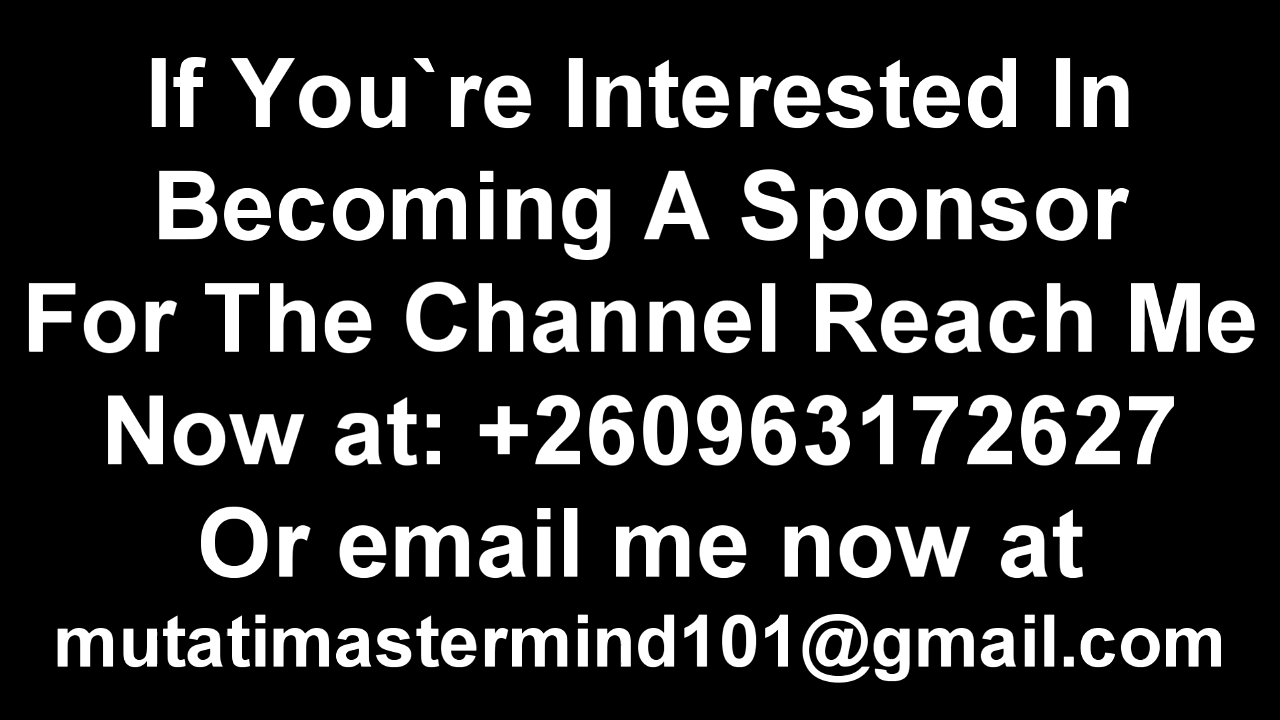 If You`re Interested In
Becoming A Sponsor
For The Channel Reach Me
Now at: +260963172627
Or email me now at
mutatimastermind101@gmail.com